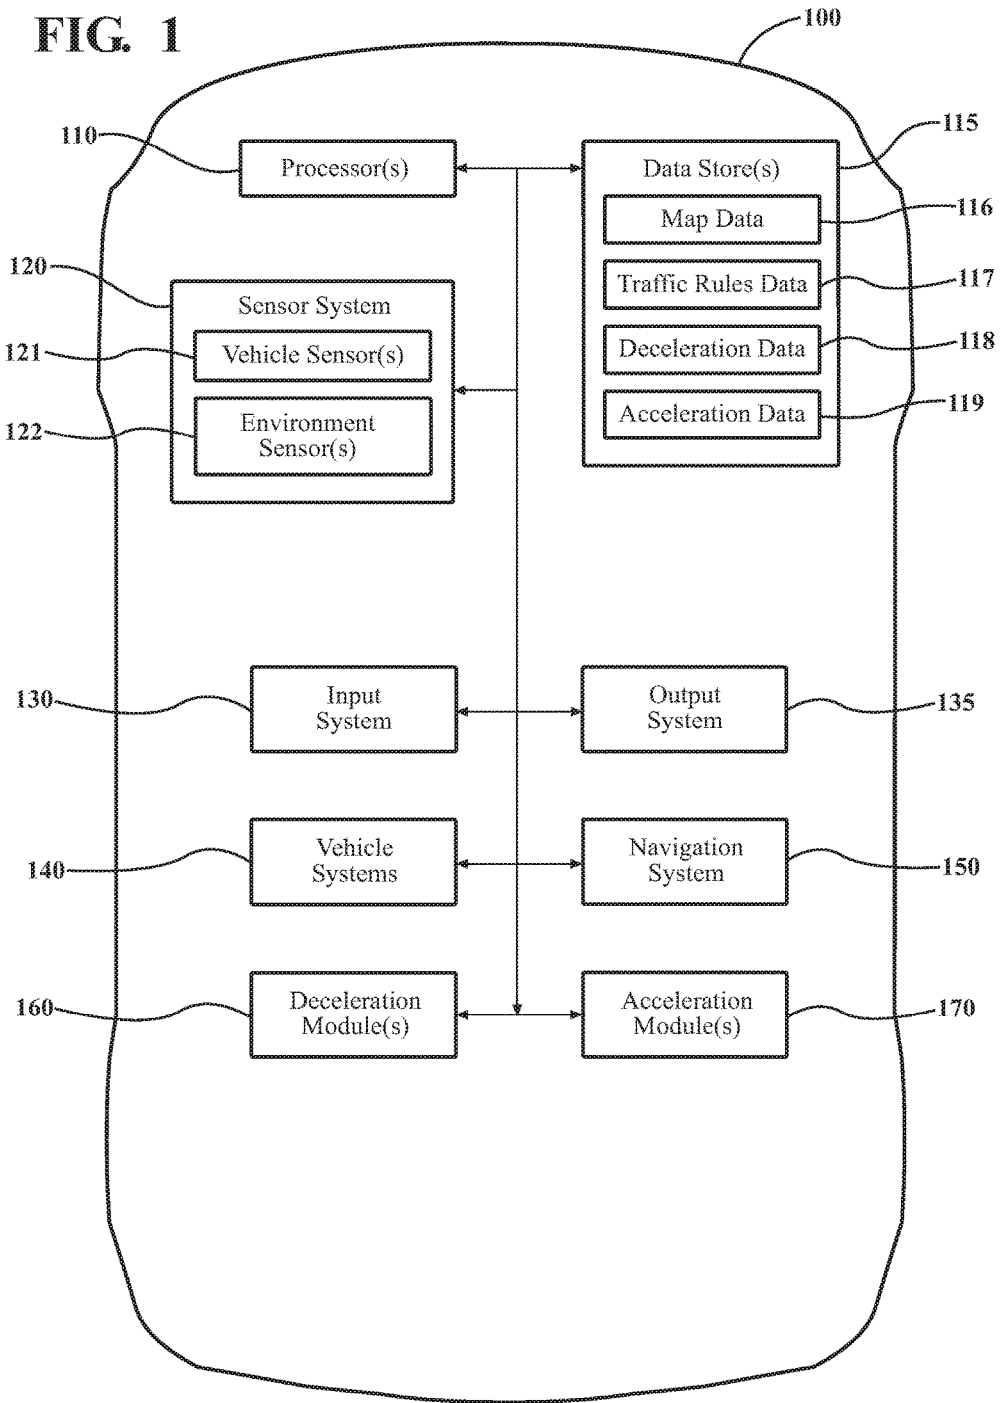 FIG. 1
100
110
Processor(s)
115
Data Store(s)
Map Data
116
Traffic Rules Data
117
Deceleration Data
118
Acceleration Data
119
120
Sensor System
121
Vehicle Sensor(s)
122
Environment
Sensor(s)
130
Input
System
Output
System
135
140
Vehicle
Systems
Navigation
System
150
160
Deceleration
Module(s)
Acceleration
Module(s)
170